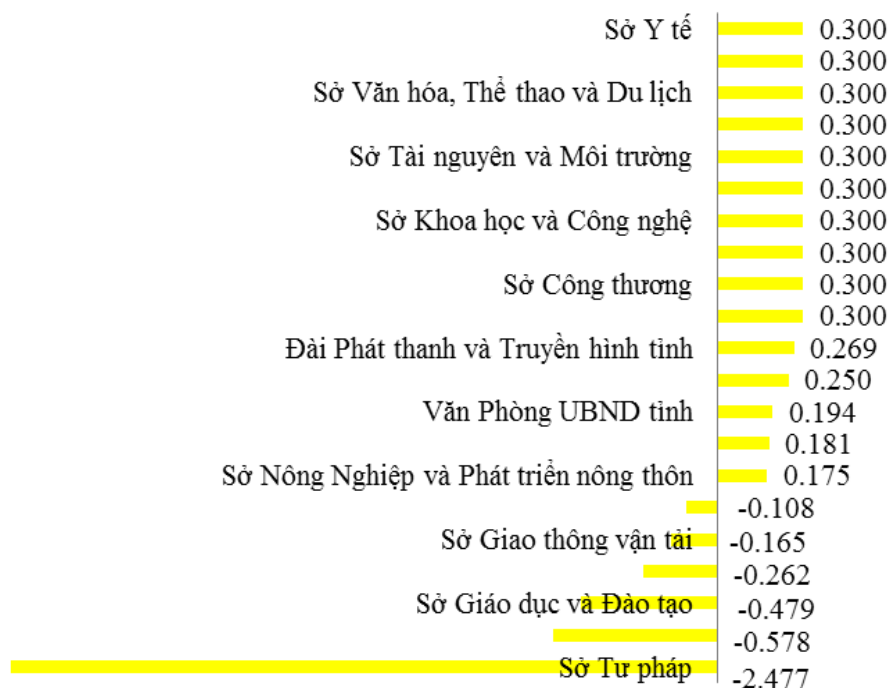 Sở Y tế 0.300
0.300
Sở Văn hóa, Thể thao và Du lịch 0.300
0.300
Sở Tài nguyên và Môi trường 0.300
0.300
Sở Khoa học và Công nghệ 0.300
0.300
Sở Công thương 0.300
0.300
Đài Phát thanh và Truyền hình tỉnh 0.269
0.250
Văn Phòng UBND tỉnh 0.194
0.181
Sở Nông Nghiệp và Phát triển nông thôn 0.175
-0.108
Sở Giao thông vận tải -0.165
-0.262
Sở Giáo dục và Đào tạo -0.479
-0.578
Sở Tư pháp -2.477